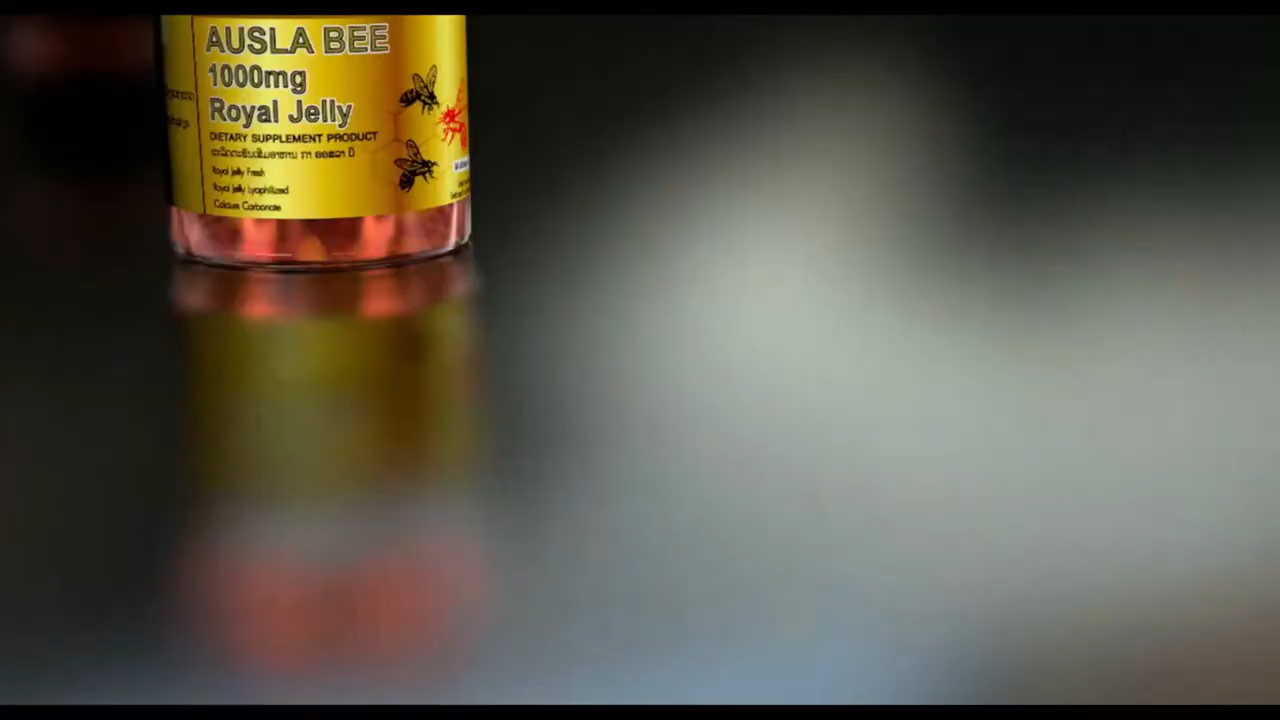 AUSLA BEE
1000mg
Royal Jelly
DIETARY SUPPLEMENT PRODUCT
Royal Jelly Fresh
Royal Jelly Lyophilized
Calcium Carbonate